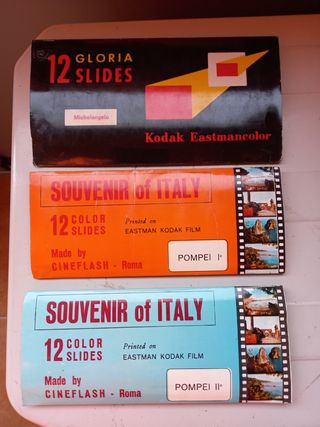 12 GLORIA
SLIDES
Michelangelo
Kodak Eastmancolor
SOUVENIR of ITALY
12 COLOR
SLIDES
Printed on
EASTMAN KODAK FILM
Made by
CINEFLASH - Roma
POMPEI I°
SOUVENIR of ITALY
12 COLOR
SLIDES
Printed on
EASTMAN KODAK FILM
Made by
CINEFLASH - Roma
POMPEI II°